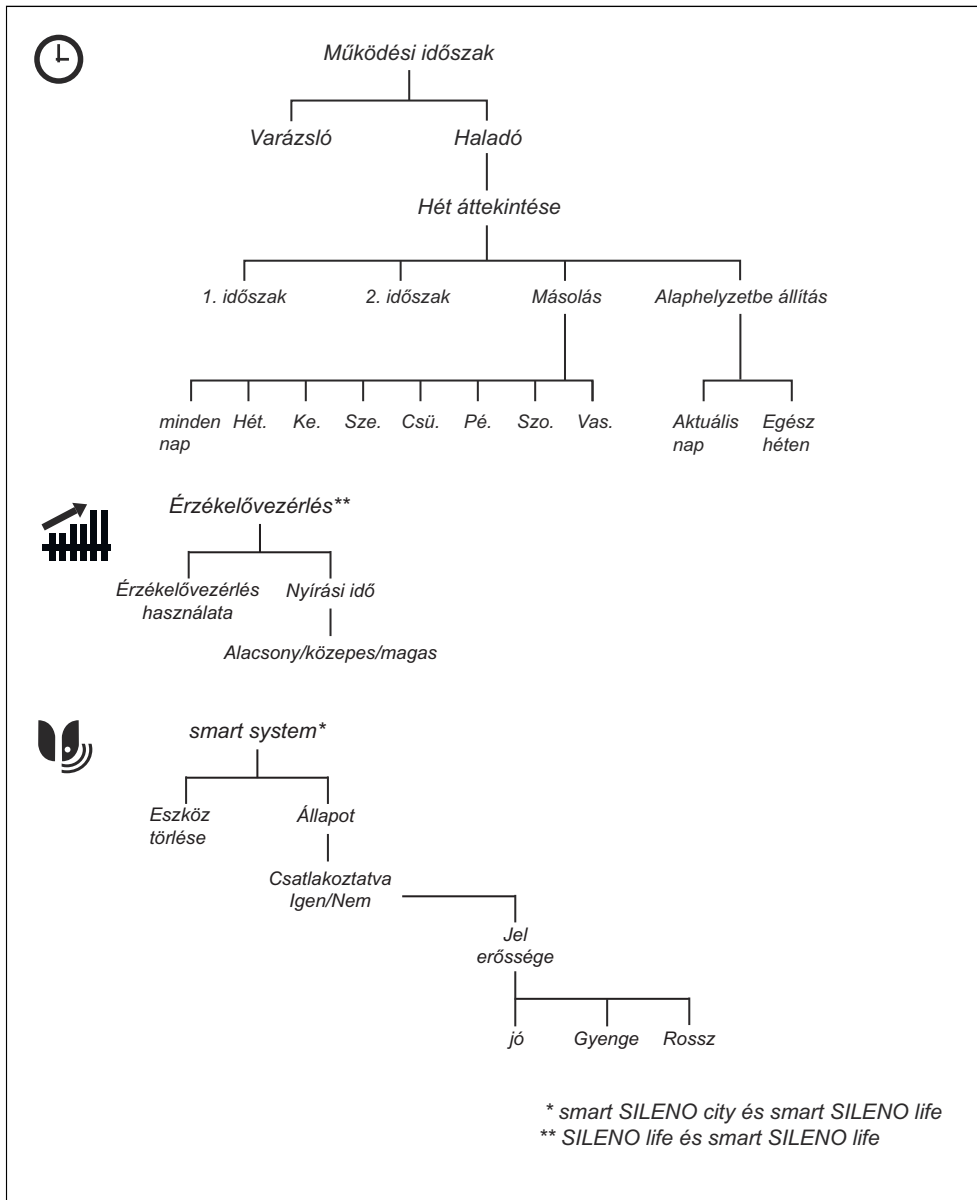 Működési időszak
Varázsló Haladó
Hét áttekintése
1. időszak 2. időszak Másolás Alaphelyzetbe állítás
minden nap Hét. Ke. Sze. Csü. Pé. Szo. Vas. Aktuális nap Egész héten
Érzékelővezérlés**
Érzékelővezérlés használata Nyírási idő
Alacsony/közepes/magas
smart system*
Eszköz törlése Állapot
Csatlakoztatva
Igen/Nem
Jel
erőssége
jó Gyenge Rossz
* smart SILENO city és smart SILENO life
** SILENO life és smart SILENO life